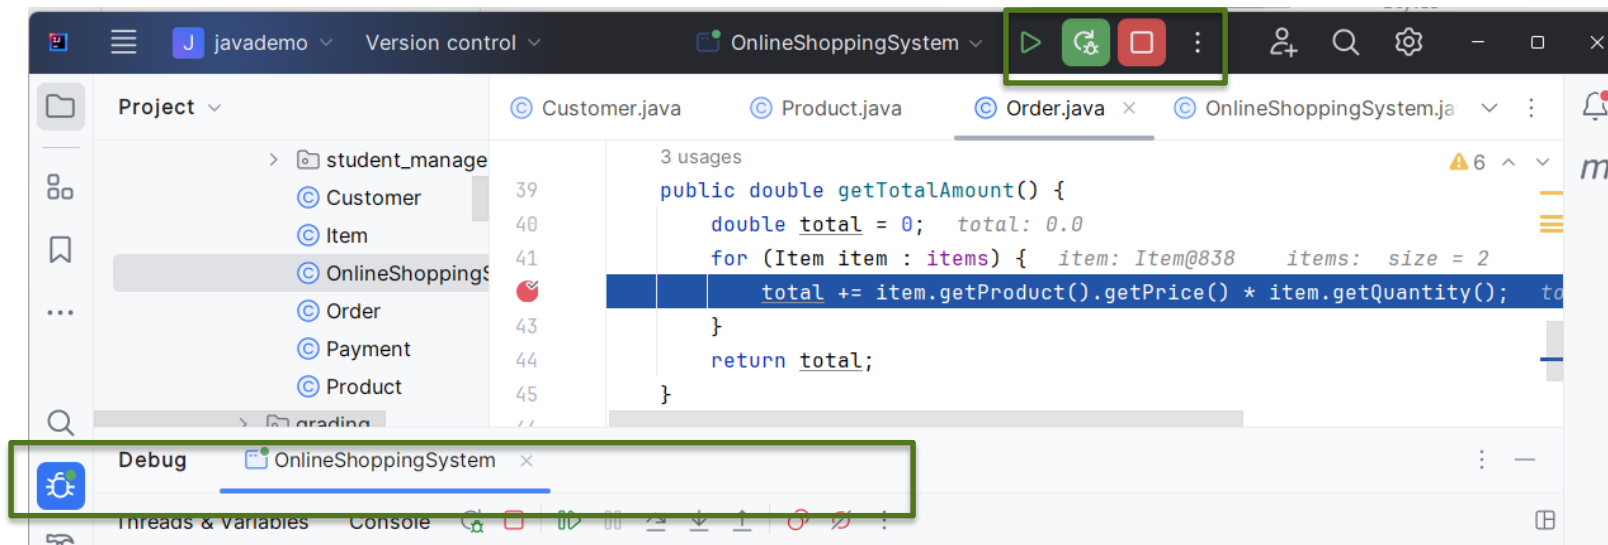 J javademo Version control OnlineShoppingSystem
Project
Customer.java Product.java Order.java OnlineShoppingSystem.ja
student_manage
Customer
Item
OnlineShoppingS
Order
Payment
Product
grading
3 usages
6
39 public double getTotalAmount() {
40 double total = 0; total: 0.0
41 for (Item item : items) { item: Item@838 items: size = 2
total += item.getProduct().getPrice() * item.getQuantity(); to
43 }
44 return total;
45 }
m
Debug OnlineShoppingSystem
Threads & Variables Console